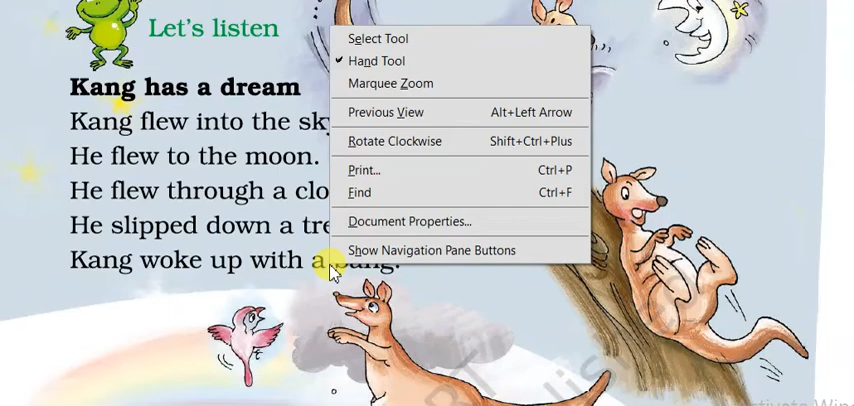 Let's listen
Kang has a dream
Kang flew into the sky
He flew to the moon.
He flew through a clo
He slipped down a tre
Kang woke up with a bang.
Select Tool
Hand Tool
Marquee Zoom
Previous View Alt+Left Arrow
Rotate Clockwise Shift+Ctrl+Plus
Print... Ctrl+P
Find Ctrl+F
Document Properties...
Show Navigation Pane Buttons